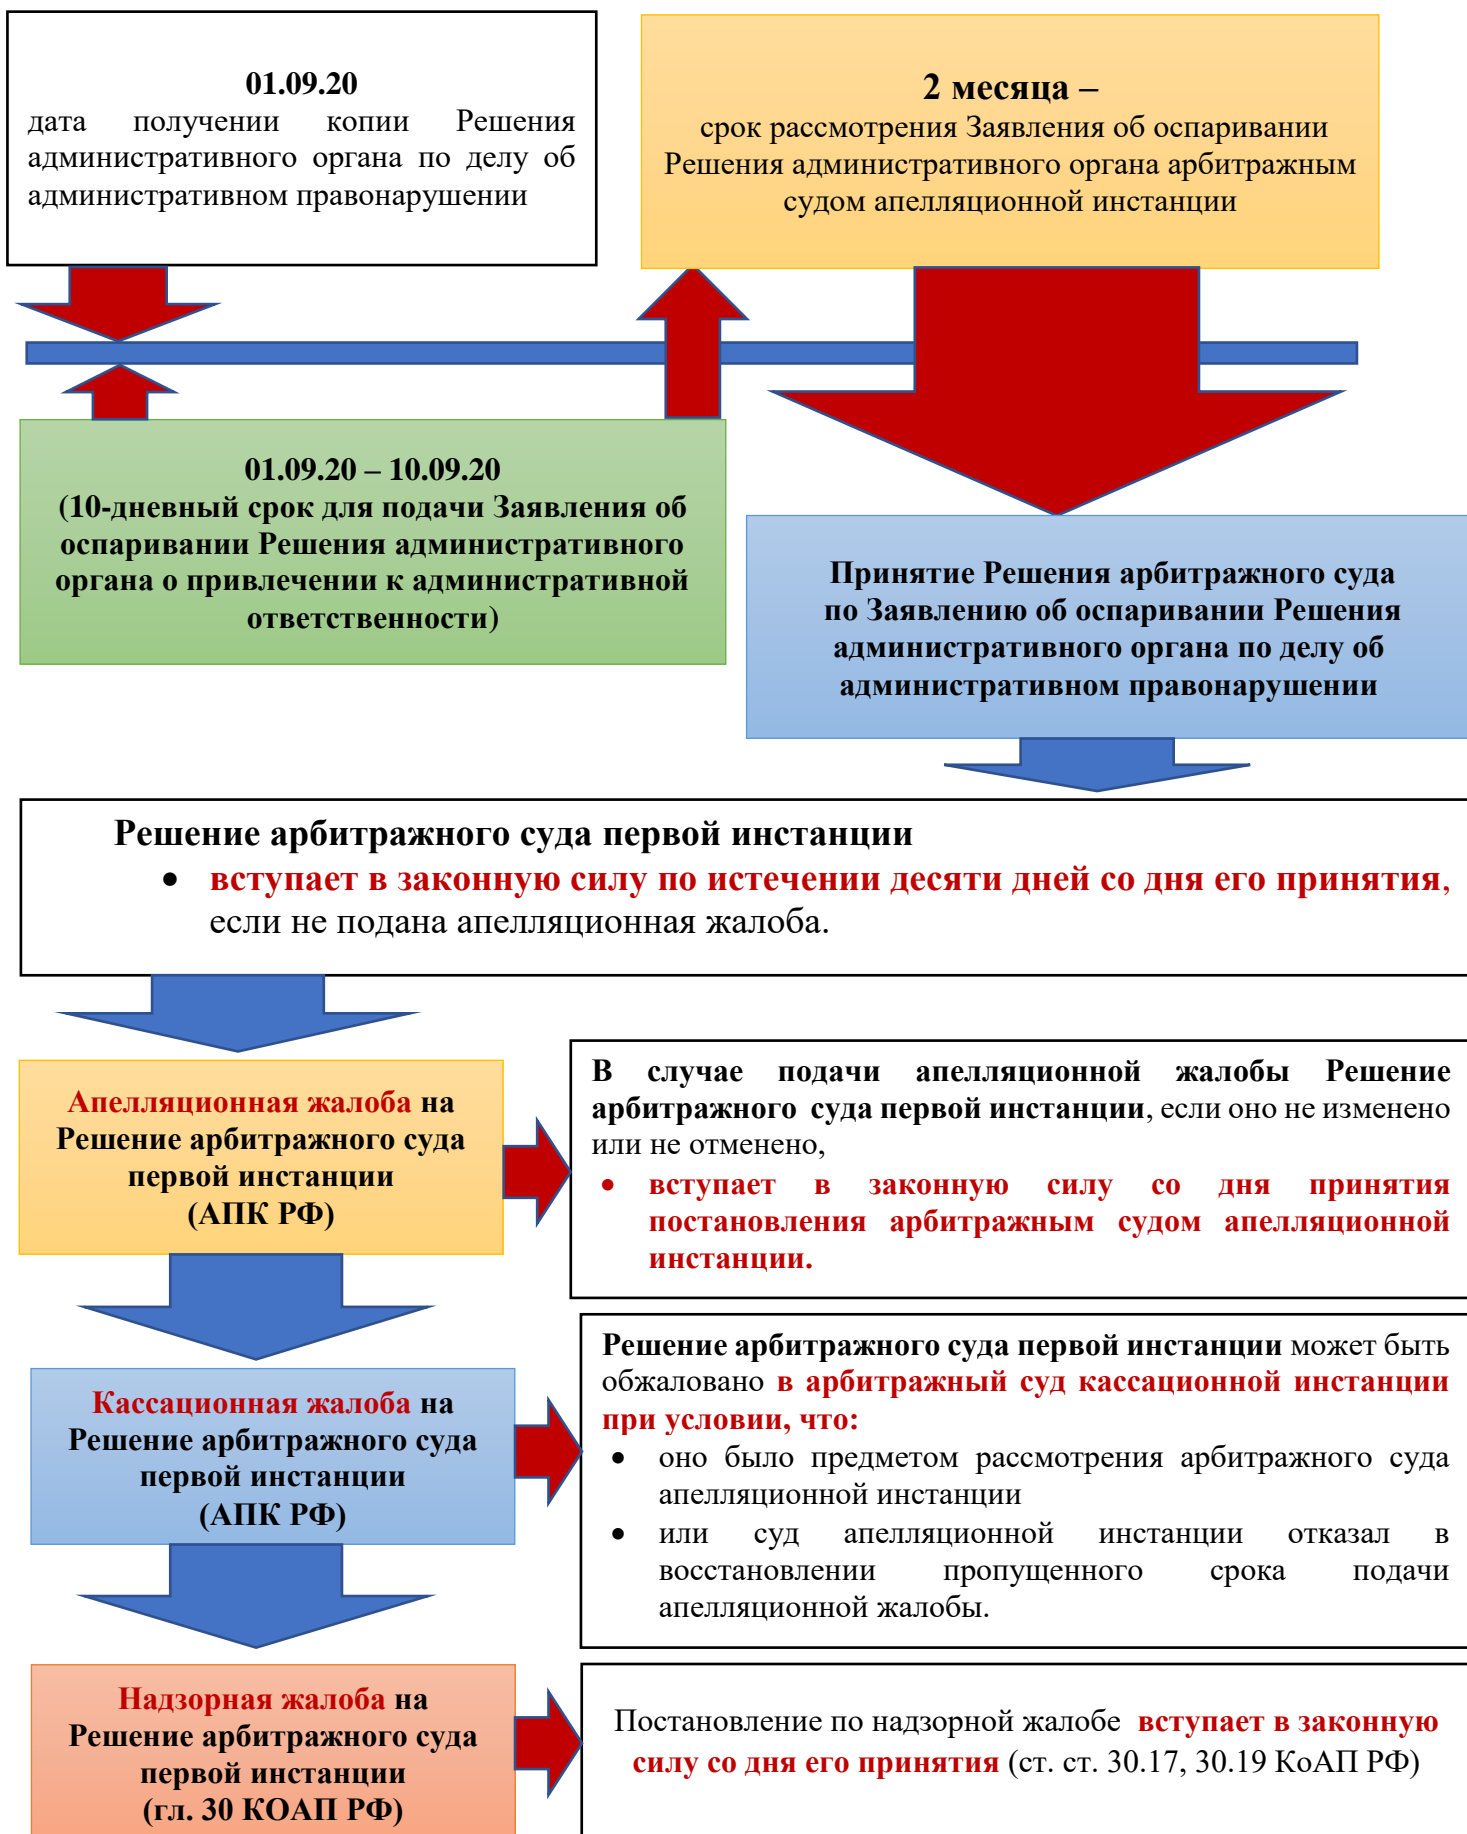 01.09.20
дата получении копии Решения
административного органа по делу об
административном правонарушении
2 месяца –
срок рассмотрения Заявления об оспаривании
Решения административного органа арбитражным
судом апелляционной инстанции
01.09.20 – 10.09.20
(10-дневный срок для подачи Заявления об
оспаривании Решения административного
органа о привлечении к административной
ответственности)
Принятие Решения арбитражного суда
по Заявлению об оспаривании Решения
административного органа по делу об
административном правонарушении
Решение арбитражного суда первой инстанции
• вступает в законную силу по истечении десяти дней со дня его принятия,
если не подана апелляционная жалоба.
Апелляционная жалоба на
Решение арбитражного суда
первой инстанции
(АПК РФ)
В случае подачи апелляционной жалобы Решение
арбитражного суда первой инстанции, если оно не изменено
или не отменено,
• вступает в законную силу со дня принятия
постановления арбитражным судом апелляционной
инстанции.
Кассационная жалоба на
Решение арбитражного суда
первой инстанции
(АПК РФ)
Решение арбитражного суда первой инстанции может быть
обжаловано в арбитражный суд кассационной инстанции
при условии, что:
• оно было предметом рассмотрения арбитражного суда
апелляционной инстанции
• или суд апелляционной инстанции отказал в
восстановлении пропущенного срока подачи
апелляционной жалобы.
Надзорная жалоба на
Решение арбитражного суда
первой инстанции
(гл. 30 КОАП РФ)
Постановление по надзорной жалобе вступает в законную
силу со дня его принятия (ст. ст. 30.17, 30.19 КоАП РФ)